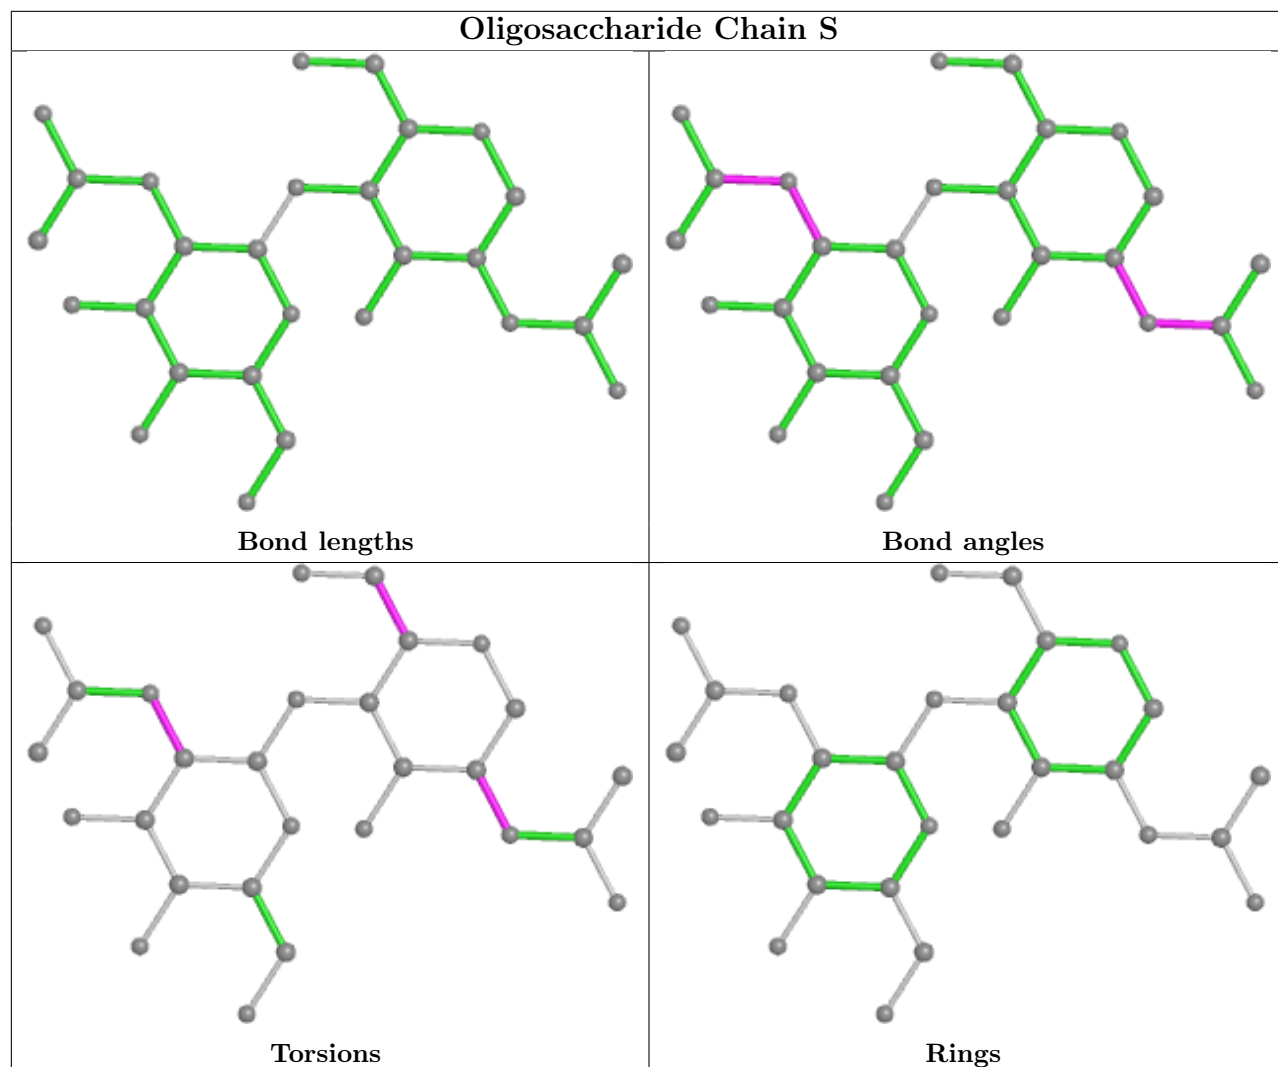 Oligosaccharide Chain S
Bond lengths
Bond angles
Torsions
Rings